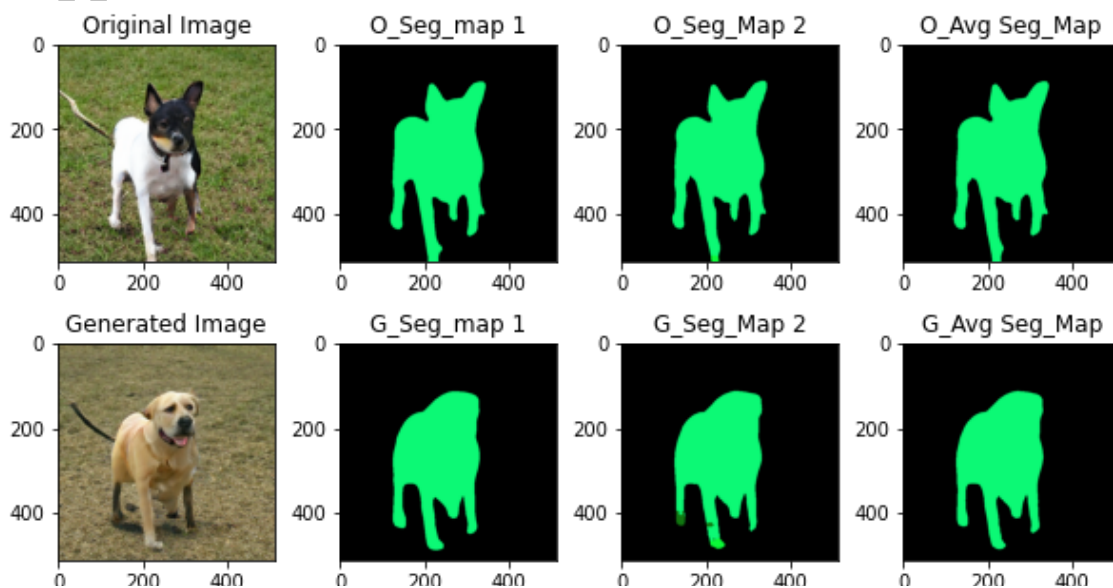 Original Image O_Seg_map 1 O_Seg_Map 2 O_Avg Seg_Map
0 0 0 0
200 200 200 200
400 400 400 400
0 200 400 0 200 400 0 200 400 0 200 400
Generated Image G_Seg_map 1 G_Seg_Map 2 G_Avg Seg_Map
0 0 0 0
200 200 200 200
400 400 400 400
0 200 400 0 200 400 0 200 400 0 200 400